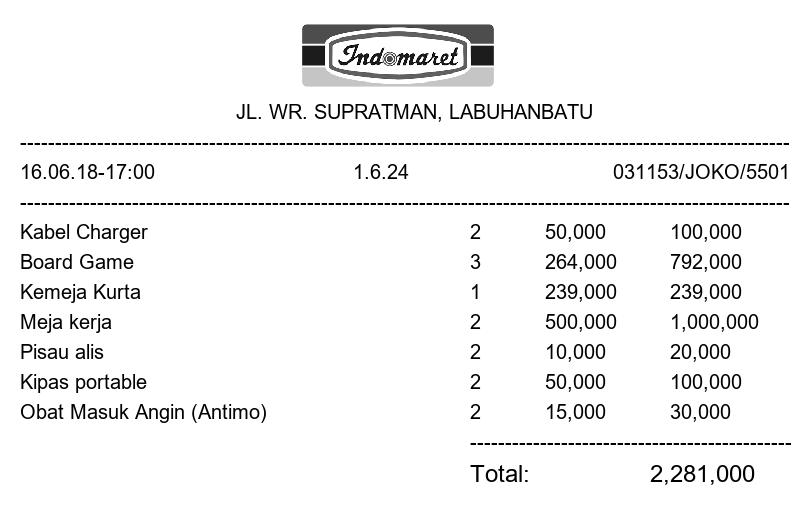 Indomaret
JL. WR. SUPRATMAN, LABUHANBATU
16.06.18-17:00 1.6.24 031153/JOKO/5501
Kabel Charger 2 50,000 100,000
Board Game 3 264,000 792,000
Kemeja Kurta 1 239,000 239,000
Meja kerja 2 500,000 1,000,000
Pisau alis 2 10,000 20,000
Kipas portable 2 50,000 100,000
Obat Masuk Angin (Antimo) 2 15,000 30,000
Total: 2,281,000